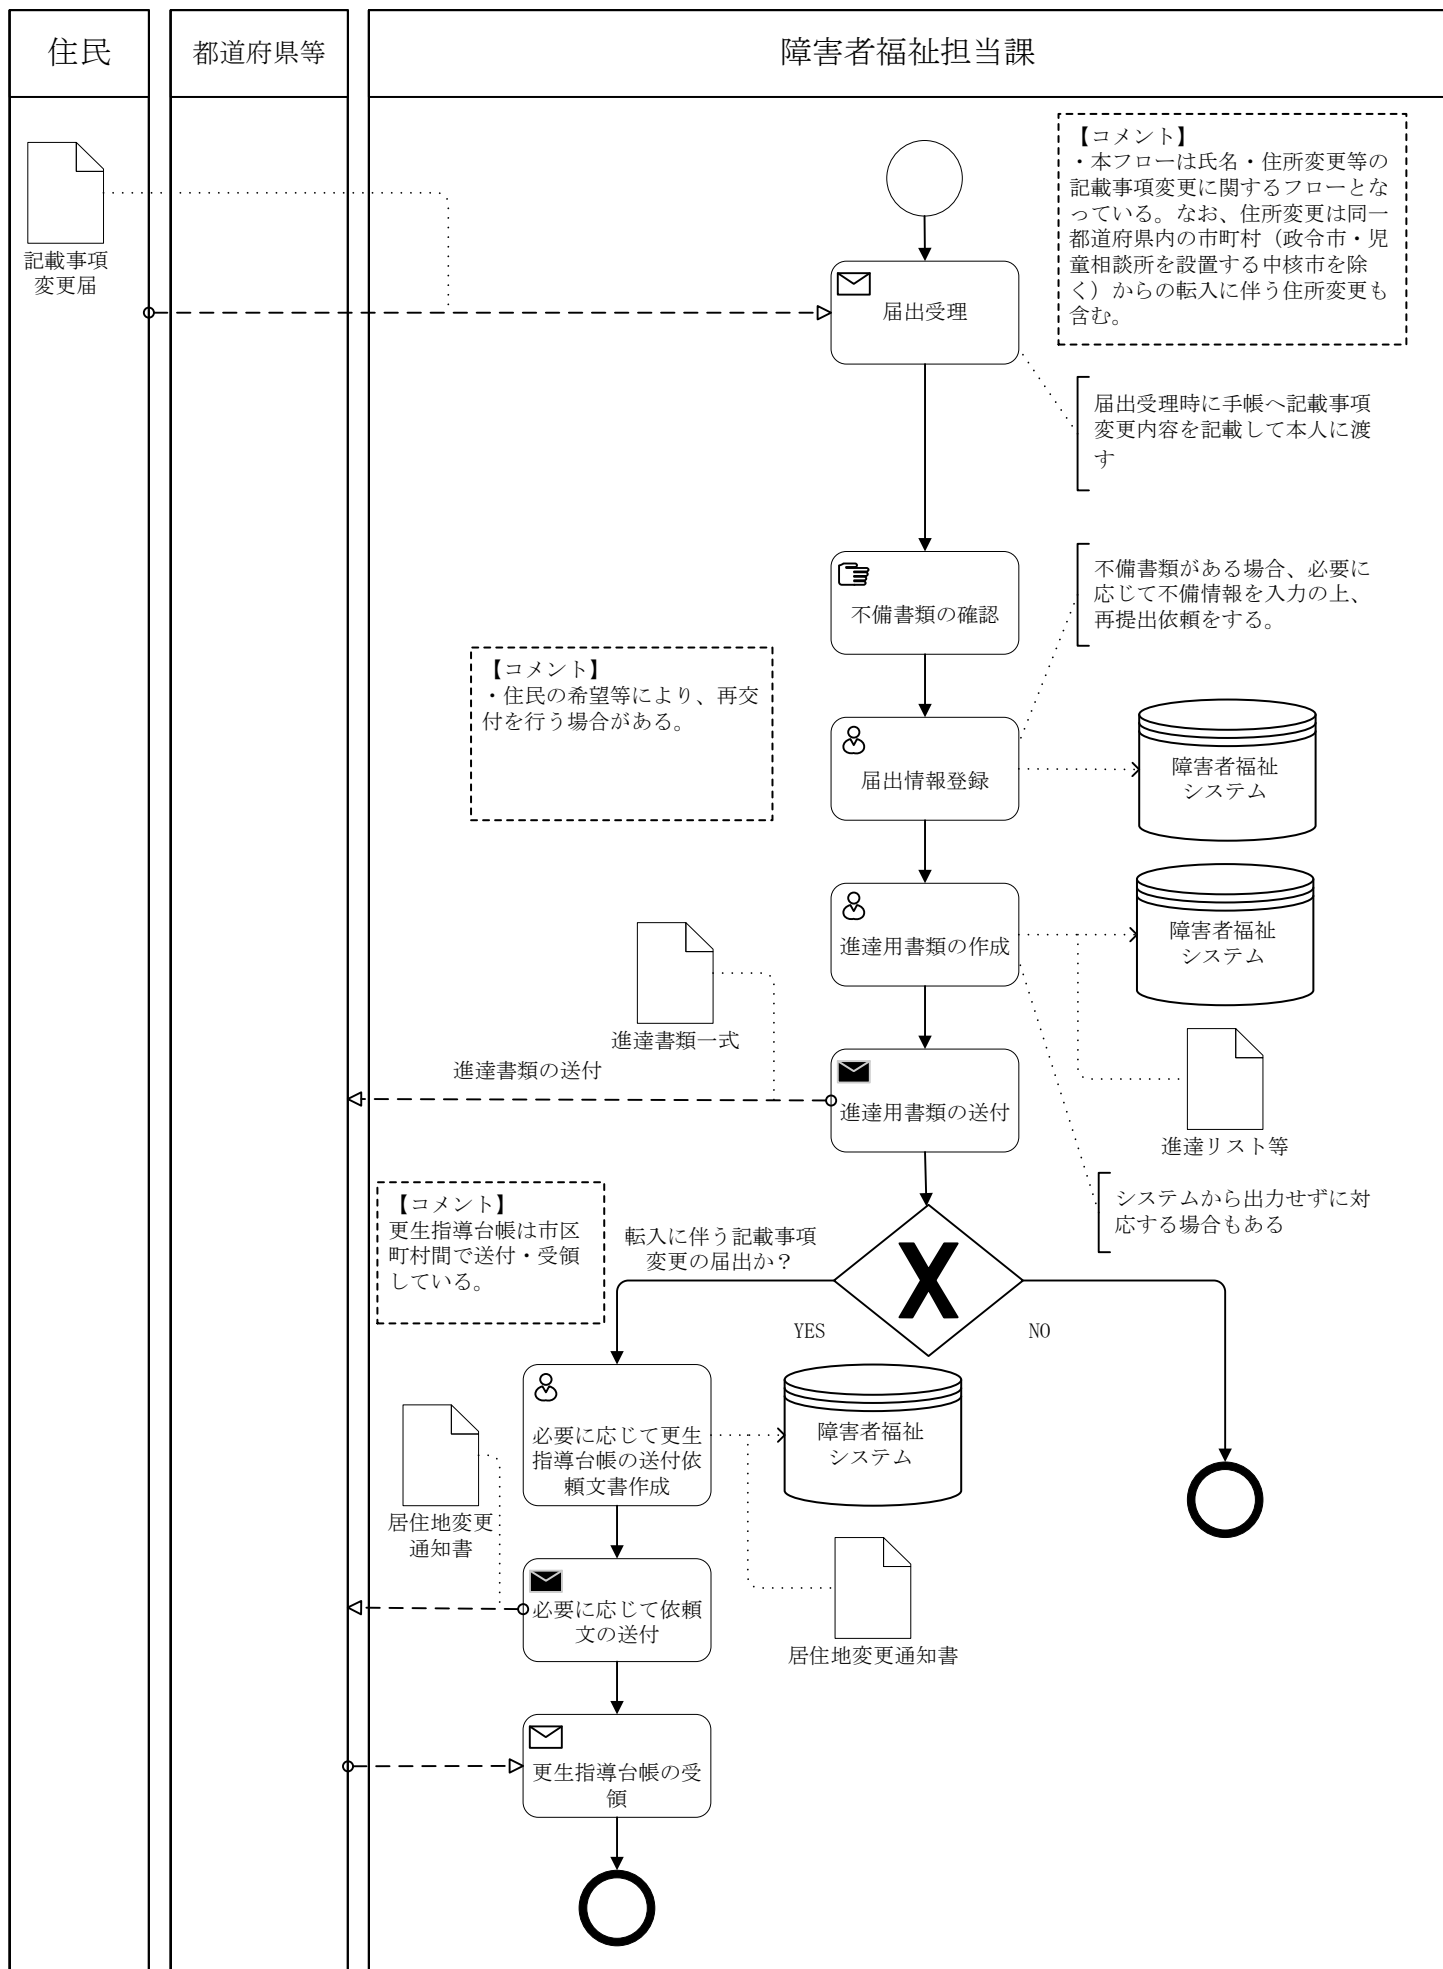 住民
都道府県等
障害者福祉担当課
記載事項
変更届
【コメント】
・本フローは氏名・住所変更等の
記載事項変更に関するフローとな
っている。なお、住所変更は同一
都道府県内の市町村（政令市・児
童相談所を設置する中核市を除
く）からの転入に伴う住所変更も
含む。
届出受理
届出受理時に手帳へ記載事項
変更内容を記載して本人に渡
す
不備書類の確認
不備書類がある場合、必要に
応じて不備情報を入力の上、
再提出依頼をする。
【コメント】
・住民の希望等により、再交
付を行う場合がある。
届出情報登録
障害者福祉
システム
進達用書類の作成
障害者福祉
システム
進達書類一式
進達書類の送付
進達用書類の送付
進達リスト等
システムから出力せずに対
応する場合もある
【コメント】
更生指導台帳は市区
町村間で送付・受領
している。
転入に伴う記載事項
変更の届出か？
YES
NO
必要に応じて更生
指導台帳の送付依
頼文書作成
障害者福祉
システム
居住地変更
通知書
必要に応じて依頼
文の送付
居住地変更通知書
更生指導台帳の受
領